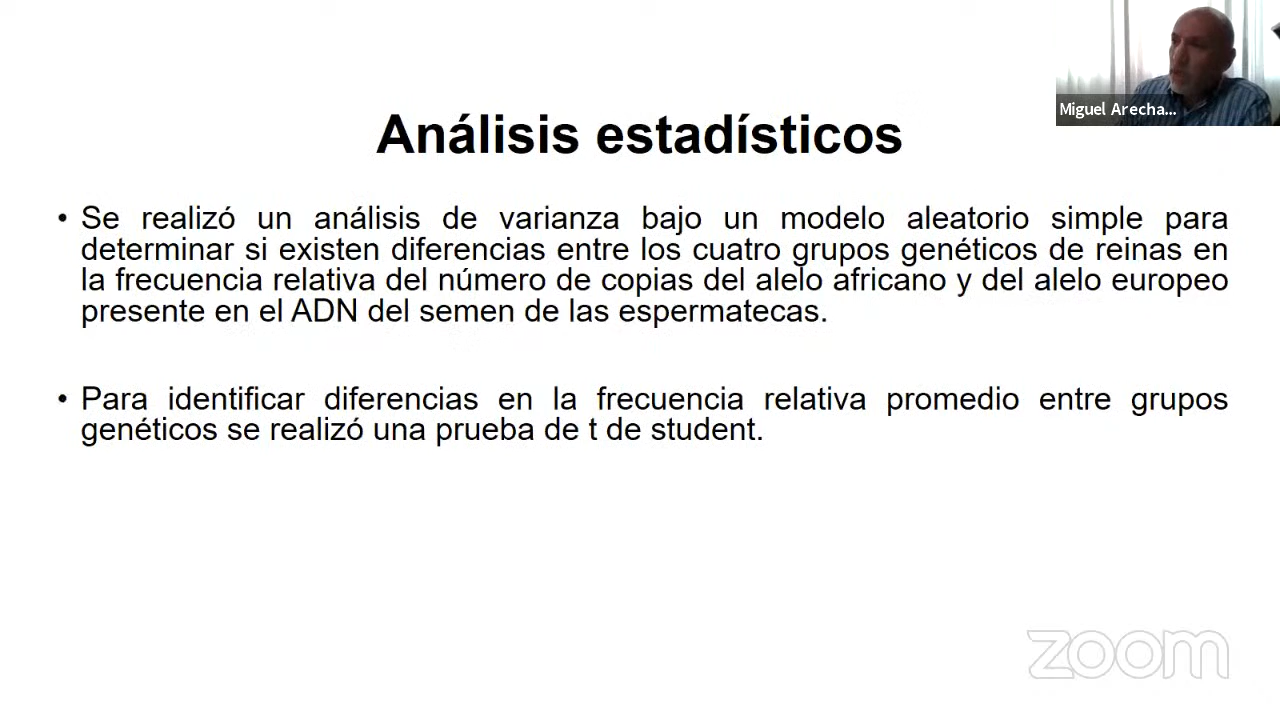 Miguel Arecha...
Análisis estadísticos
• Se realizó un análisis de varianza bajo un modelo aleatorio simple para
determinar si existen diferencias entre los cuatro grupos genéticos de reinas en
la frecuencia relativa del número de copias del alelo africano y del alelo europeo
presente en el ADN del semen de las espermatecas.
• Para identificar diferencias en la frecuencia relativa promedio entre grupos
genéticos se realizó una prueba de t de student.
zoom